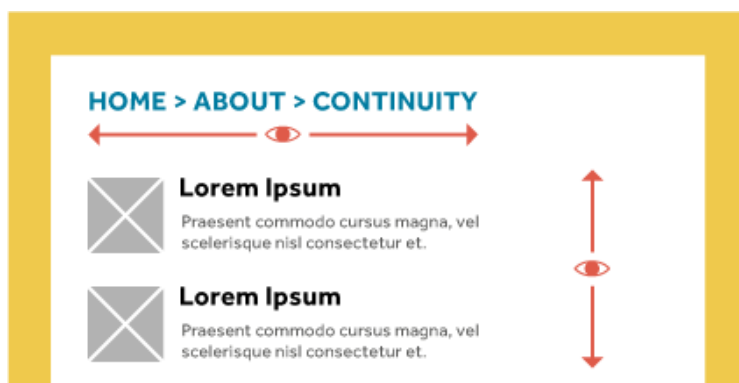 HOME > ABOUT > CONTINUITY
Lorem Ipsum
Praesent commodo cursus magna, vel
scelerisque nisl consectetur et.
Lorem Ipsum
Praesent commodo cursus magna, vel
scelerisque nisl consectetur et.